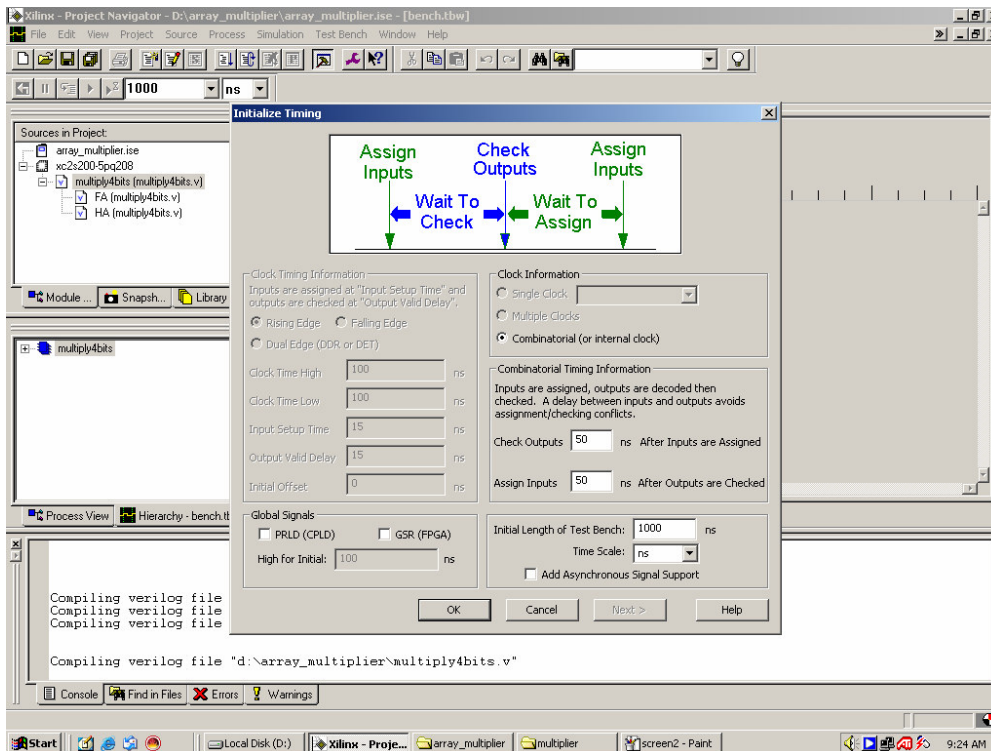 Xilinx - Project Navigator - D:\array_multiplier\array_multiplier.ise - [bench.tbw]
File Edit View Project Source Process Simulation Test Bench Window Help
1000 ns
Sources in Project:
array_multiplier.ise
xc2s200-5pq208
multiply4bits (multiply4bits.v)
FA (multiply4bits.v)
HA (multiply4bits.v)
Module ... Snapsh... Library
multiply4bits
Process View Hierarchy - bench.tb
Initialize Timing
Assign Inputs
Check Outputs
Assign Inputs
Wait To Check
Wait To Assign
Clock Timing Information
Inputs are assigned at "Input Setup Time" and
outputs are checked at "Output Valid Delay".
Rising Edge Falling Edge
Dual Edge (DDR or DET)
Clock Time High 100 ns
Clock Time Low 100 ns
Input Setup Time 15 ns
Output Valid Delay 15 ns
Initial Offset 0 ns
Global Signals
PRLD (CPLD) GSR (FPGA)
High for Initial: 100 ns
Clock Information
Single Clock
Multiple Clocks
Combinatorial (or internal clock)
Combinatorial Timing Information
Inputs are assigned, outputs are decoded then
checked. A delay between inputs and outputs avoids
assignment/checking conflicts.
Check Outputs 50 ns After Inputs are Assigned
Assign Inputs 50 ns After Outputs are Checked
Initial Length of Test Bench: 1000 ns
Time Scale: ns
Add Asynchronous Signal Support
OK Cancel Next > Help
Compiling verilog file
Compiling verilog file
Compiling verilog file
Compiling verilog file "d:\array_multiplier\multiply4bits.v"
Console Find in Files Errors Warnings
Start Local Disk (D:) Xilinx - Proje... array_multiplier multiplier screen2 - Paint 9:24 AM